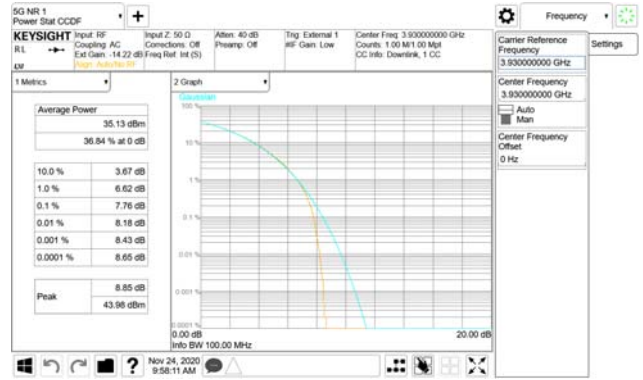 5G NR 1
Power Stat CCDF
Frequency
KEYSIGHT
RL
Input: RF
Coupling: AC
Ext Gain: -14.22 dB
Align: Auto/No RF
Input Z: 50 Ω
Corrections: Off
Freq Ref: Int (S)
Atten: 40 dB
Preamp: Off
Trig: External 1
#IF Gain: Low
Center Freq: 3.930000000 GHz
Counts: 1.00 M/1.00 Mpt
CC Info: Downlink, 1 CC
Carrier Reference
Frequency
3.930000000 GHz
Settings
Center Frequency
3.930000000 GHz
Auto
Man
Center Frequency
Offset
0 Hz
1 Metrics
Average Power
35.13 dBm
36.84 % at 0 dB
10.0 % 3.67 dB
1.0 % 6.62 dB
0.1 % 7.76 dB
0.01 % 8.18 dB
0.001 % 8.43 dB
0.0001 % 8.65 dB
Peak
8.85 dB
43.98 dBm
2 Graph
Gaussian
100 %
10 %
1 %
0.1 %
0.01 %
0.001 %
0.0001 %
0.00 dB
20.00 dB
Info BW 100.00 MHz
?
Nov 24, 2020
9:58:11 AM